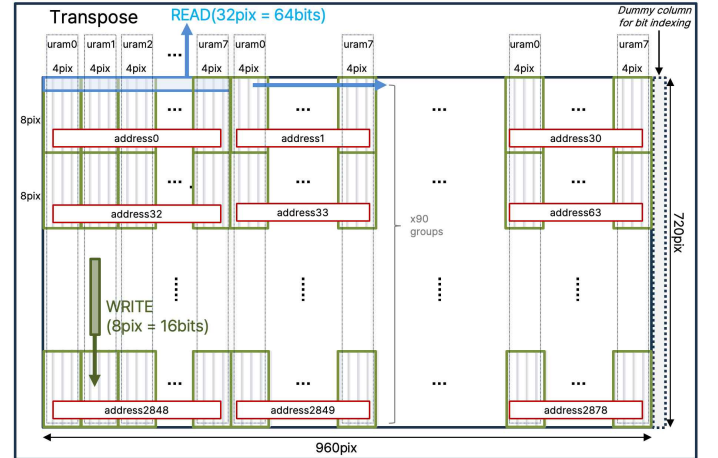 Transpose
READ(32pix = 64bits)
Dummy column
for bit indexing
uram0 uram1 uram2 ... uram7 uram0 uram7 uram0 uram7
4pix 4pix 4pix 4pix 4pix 4pix 4pix 4pix
8pix ... ... ... ...
address0 address1 address30
8pix ... ... ... ...
address32 address33 address63
x90
groups
720pix
WRITE
(8pix = 16bits)
... ... ... ...
address2848 address2849 address2878
960pix